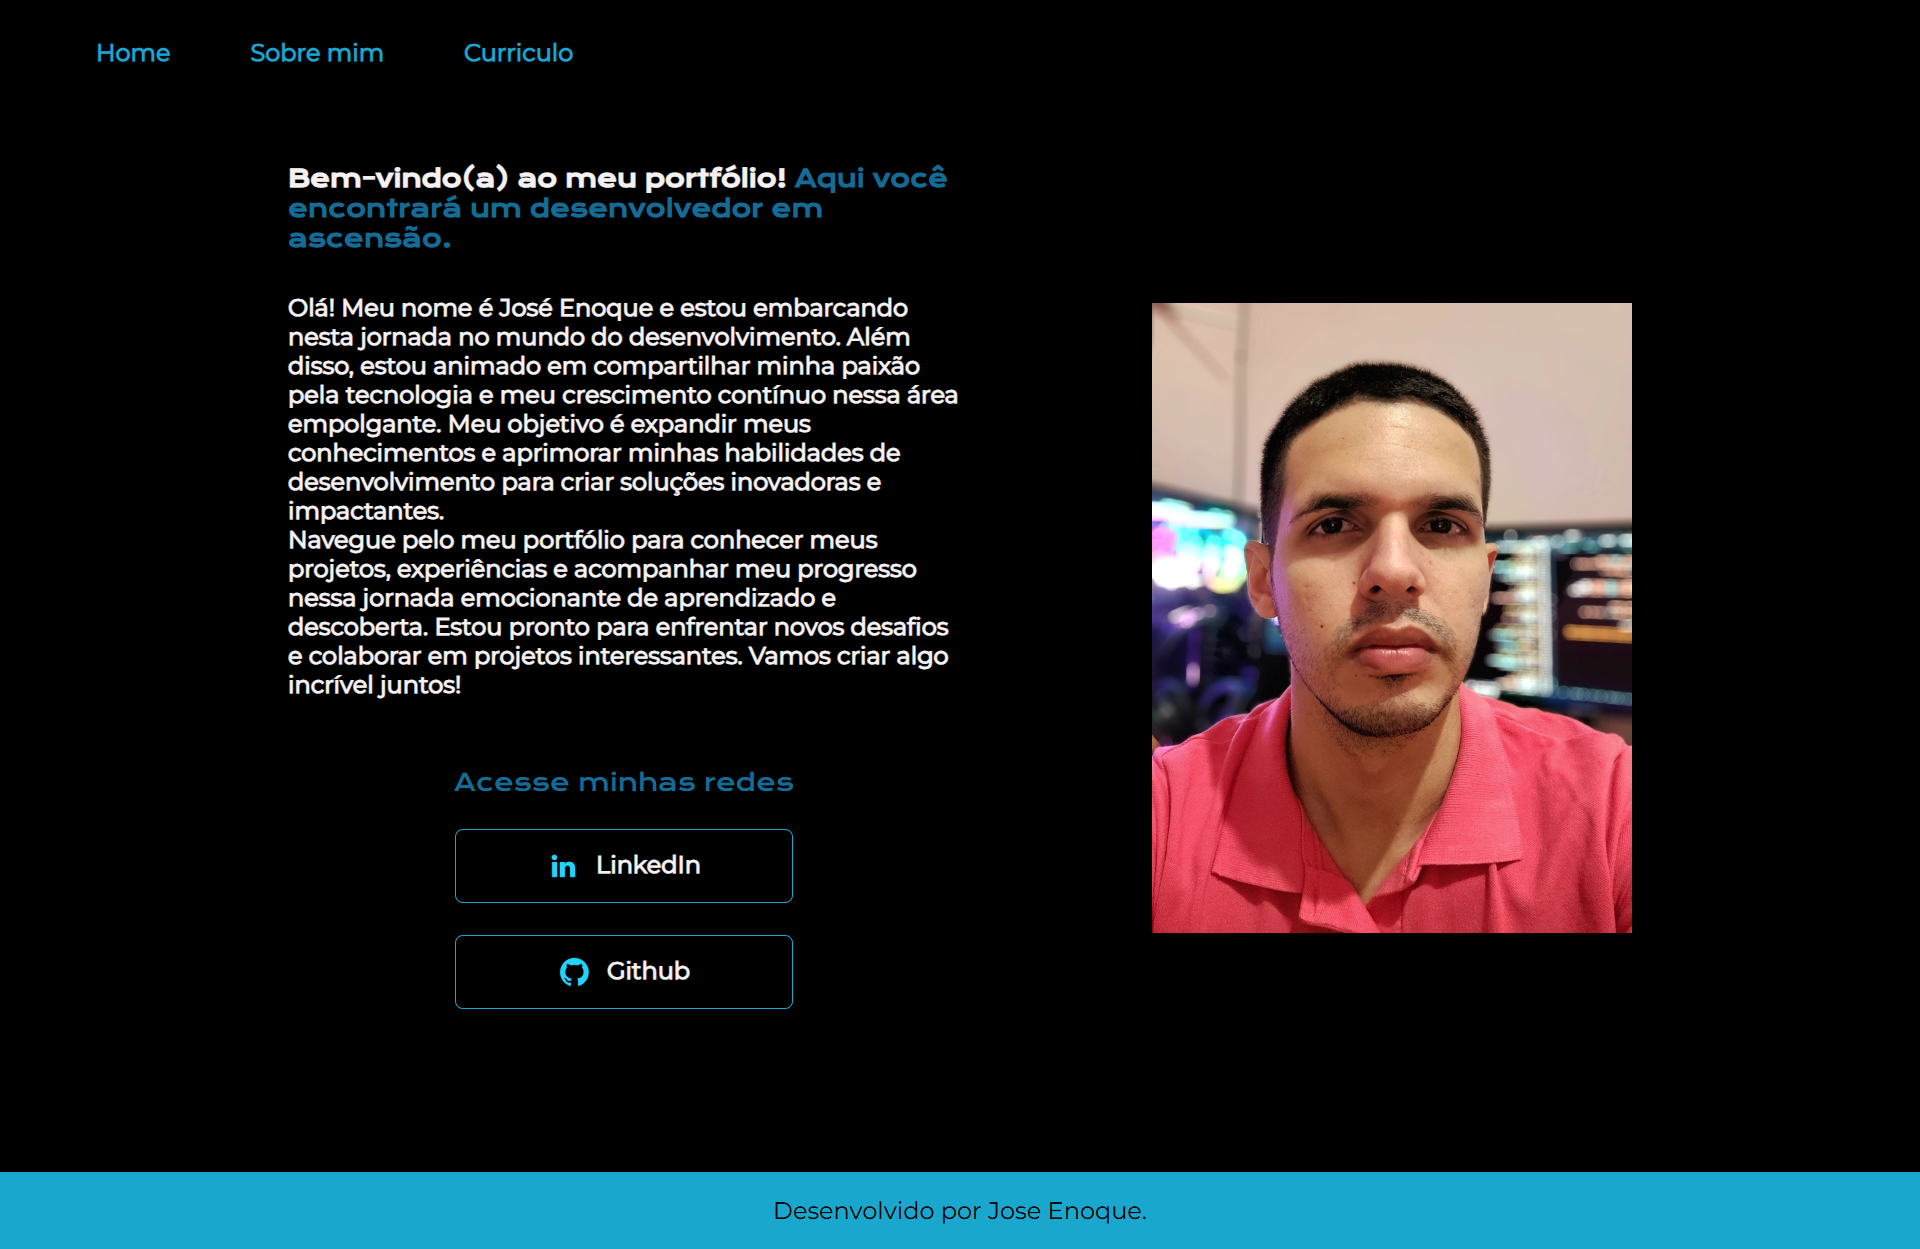 Home Sobre mim Curriculo
Bem-vindo(a) ao meu portfólio! Aqui você
encontrará um desenvolvedor em
ascensão.
Olá! Meu nome é José Enoque e estou embarcando
nesta jornada no mundo do desenvolvimento. Além
disso, estou animado em compartilhar minha paixão
pela tecnologia e meu crescimento contínuo nessa área
empolgante. Meu objetivo é expandir meus
conhecimentos e aprimorar minhas habilidades de
desenvolvimento para criar soluções inovadoras e
impactantes.
Navegue pelo meu portfólio para conhecer meus
projetos, experiências e acompanhar meu progresso
nessa jornada emocionante de aprendizado e
descoberta. Estou pronto para enfrentar novos desafios
e colaborar em projetos interessantes. Vamos criar algo
incrível juntos!
Acesse minhas redes
in LinkedIn
Github
Desenvolvido por Jose Enoque.